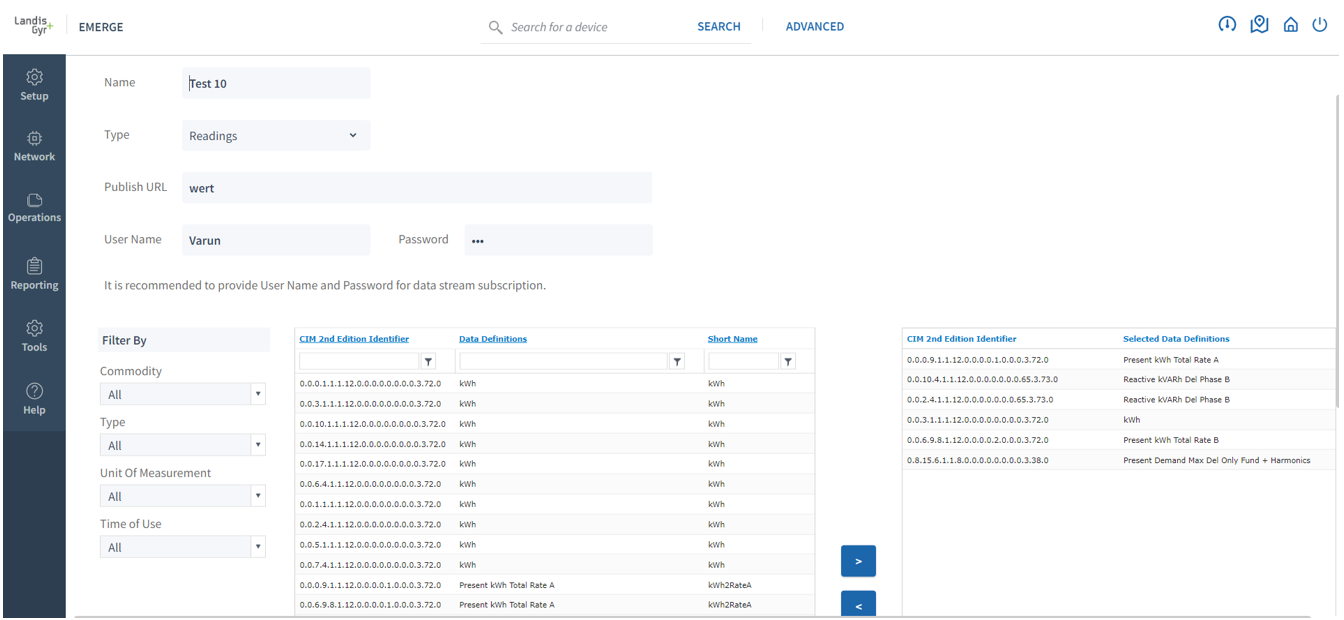 Landis+
Gyr
EMERGE
Search for a device
SEARCH
ADVANCED
Setup
Network
Operations
Reporting
Tools
Help
Name
Test 10
Type
Readings
Publish URL
wert
User Name
Varun
Password
•••
It is recommended to provide User Name and Password for data stream subscription.
Filter By
Commodity
All
Type
All
Unit Of Measurement
All
Time of Use
All
CIM 2nd Edition Identifier Data Definitions Short Name
0.0.0.1.1.1.12.0.0.0.0.0.0.0.0.3.72.0 kWh kWh
0.0.3.1.1.1.12.0.0.0.0.0.0.0.0.3.72.0 kWh kWh
0.0.10.1.1.1.12.0.0.0.0.0.0.0.0.3.72.0 kWh kWh
0.0.14.1.1.1.12.0.0.0.0.0.0.0.0.3.72.0 kWh kWh
0.0.17.1.1.1.12.0.0.0.0.0.0.0.0.3.72.0 kWh kWh
0.0.6.4.1.1.12.0.0.0.0.0.0.0.0.3.72.0 kWh kWh
0.0.1.1.1.1.12.0.0.0.0.0.0.0.0.3.72.0 kWh kWh
0.0.2.4.1.1.12.0.0.0.0.0.0.0.0.3.72.0 kWh kWh
0.0.5.1.1.1.12.0.0.0.0.0.0.0.0.3.72.0 kWh kWh
0.0.7.4.1.1.12.0.0.0.0.0.0.0.0.3.72.0 kWh kWh
0.0.0.9.1.1.12.0.0.0.0.1.0.0.0.3.72.0 Present kWh Total Rate A kWh2RateA
0.0.6.9.8.1.12.0.0.0.0.1.0.0.0.3.72.0 Present kWh Total Rate A kWh2RateA
>
<
CIM 2nd Edition Identifier Selected Data Definitions
0.0.0.9.1.1.12.0.0.0.0.1.0.0.0.3.72.0 Present kWh Total Rate A
0.0.10.4.1.1.12.0.0.0.0.0.0.0.65.3.73.0 Reactive kVARh Del Phase B
0.0.2.4.1.1.12.0.0.0.0.0.0.0.65.3.73.0 Reactive kVARh Del Phase B
0.0.3.1.1.1.12.0.0.0.0.0.0.0.0.3.72.0 kWh
0.0.6.9.8.1.12.0.0.0.0.2.0.0.0.3.72.0 Present kWh Total Rate B
0.8.15.6.1.1.8.0.0.0.0.0.0.0.0.3.38.0 Present Demand Max Del Only Fund + Harmonics